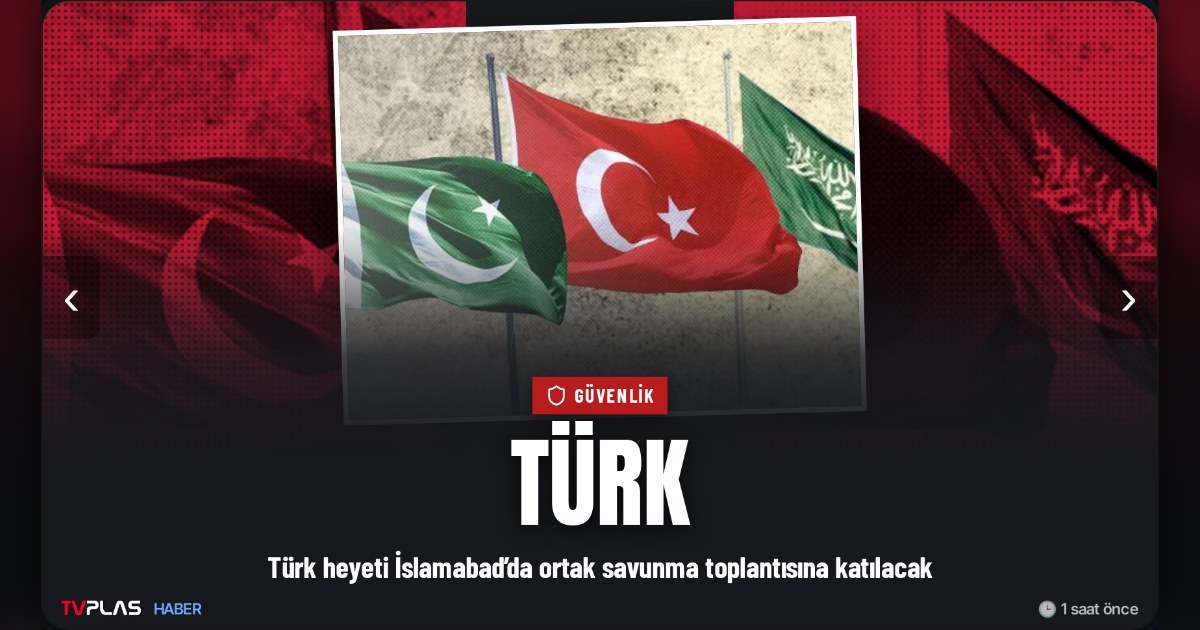 GÜVENLİK
TÜRK
Türk heyeti İslamabad'da ortak savunma toplantısına katılacak
TVPLAS HABER
1 saat önce